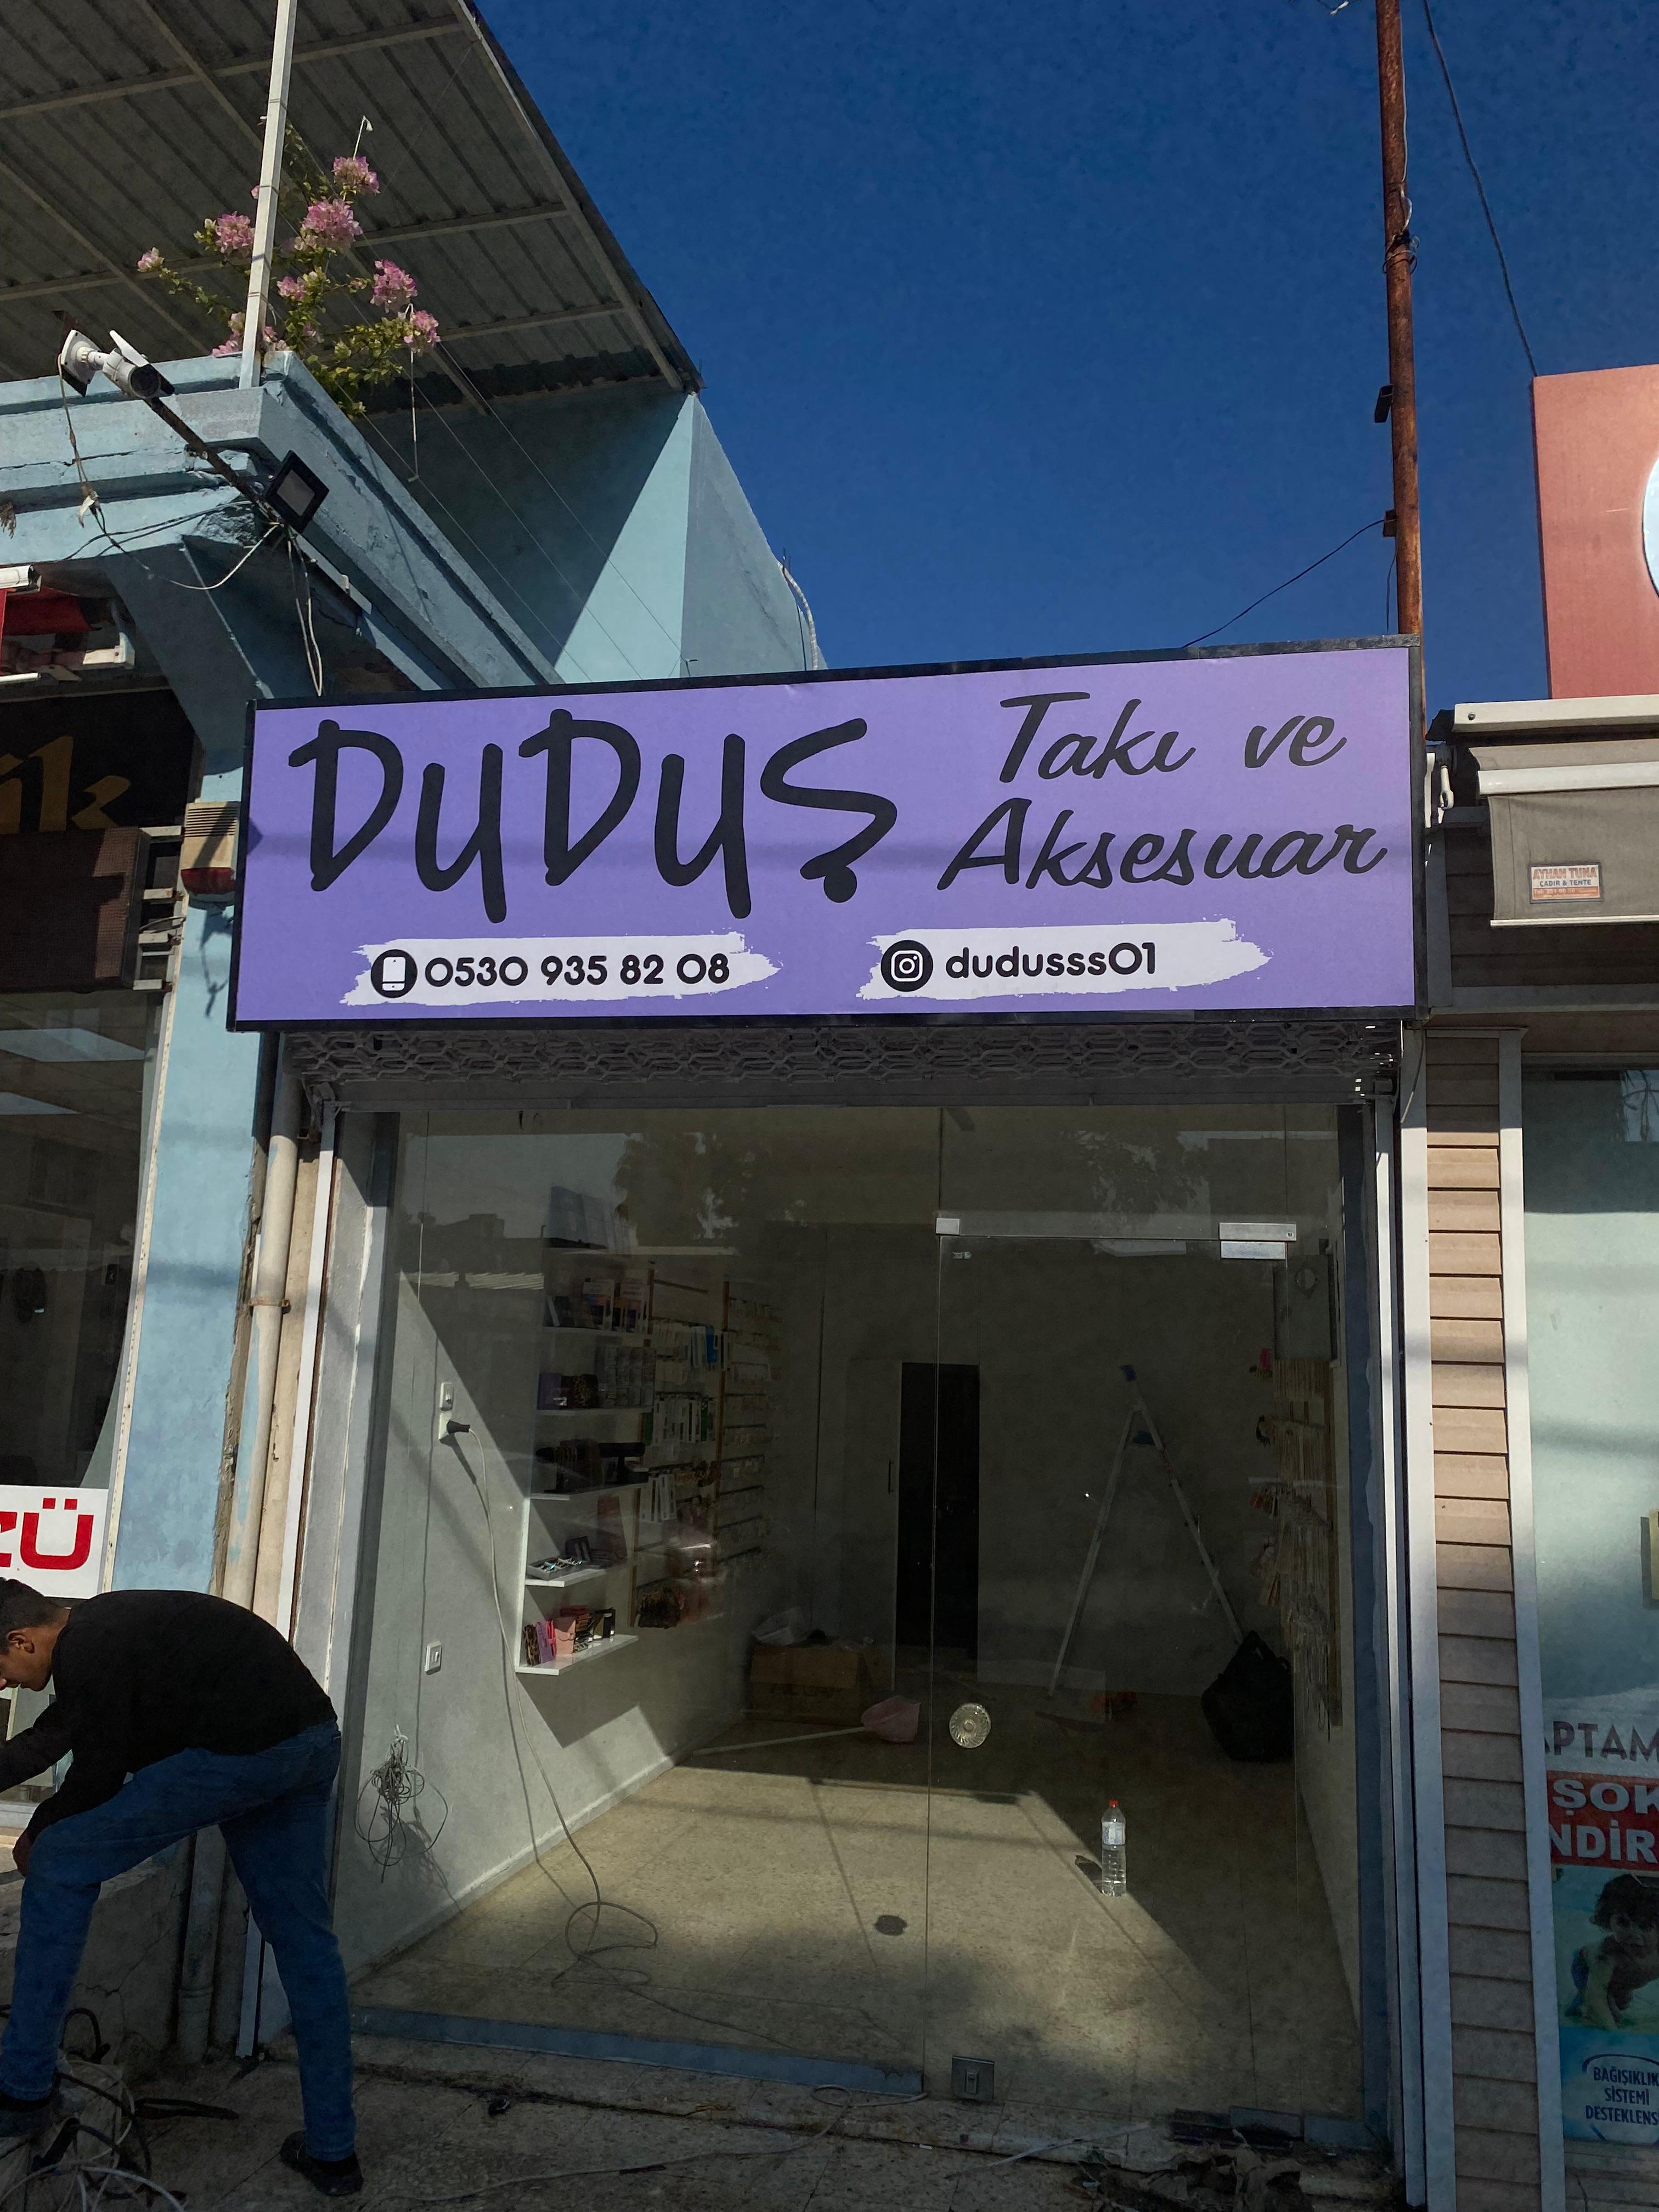 DUDUŞ
Takı ve
Aksesuar
0530 935 82 08
dudusss01
AYHAN TUNA
ÇADIR & TENTE
zÜ
APTAM
ŞOK
NDİR
BAĞIŞIKLIK
SİSTEMİ
DESTEKLENS